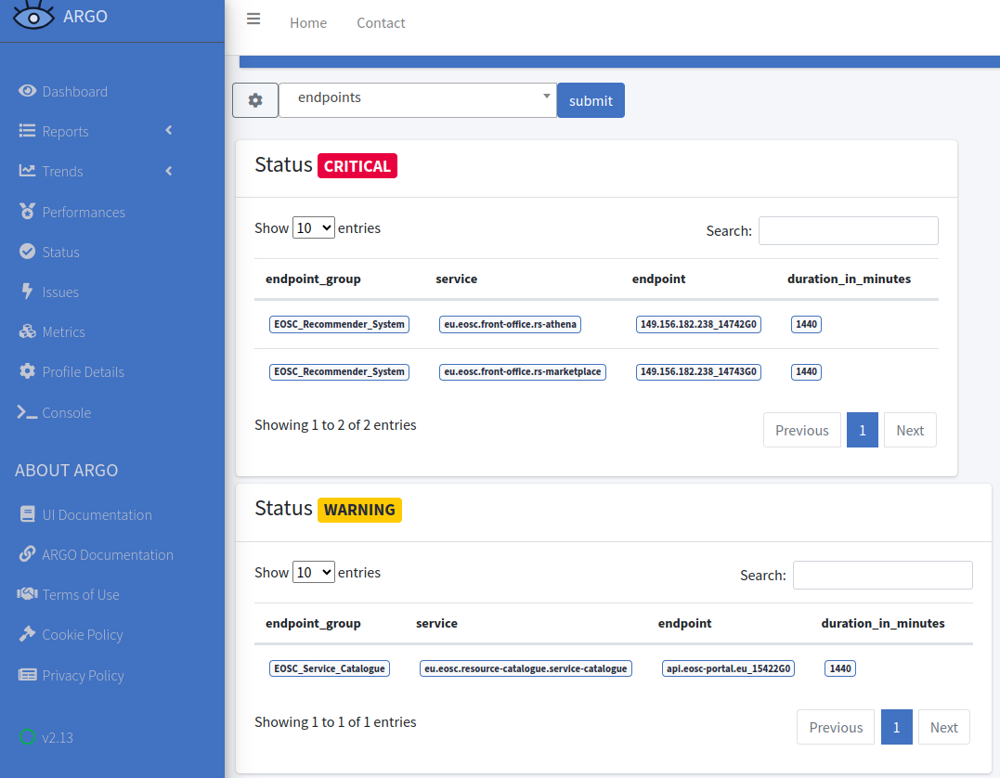 ARGO
Home Contact
Dashboard
Reports
Trends
Performances
Status
Issues
Metrics
Profile Details
Console
ABOUT ARGO
UI Documentation
ARGO Documentation
Terms of Use
Cookie Policy
Privacy Policy
v2.13
endpoints submit
Status CRITICAL
Show 10 entries Search:
endpoint_group service endpoint duration_in_minutes
EOSC_Recommender_System eu.eosc.front-office.rs-athena 149.156.182.238_14742G0 1440
EOSC_Recommender_System eu.eosc.front-office.rs-marketplace 149.156.182.238_14743G0 1440
Showing 1 to 2 of 2 entries Previous 1 Next
Status WARNING
Show 10 entries Search:
endpoint_group service endpoint duration_in_minutes
EOSC_Service_Catalogue eu.eosc.resource-catalogue.service-catalogue api.eosc-portal.eu_15422G0 1440
Showing 1 to 1 of 1 entries Previous 1 Next